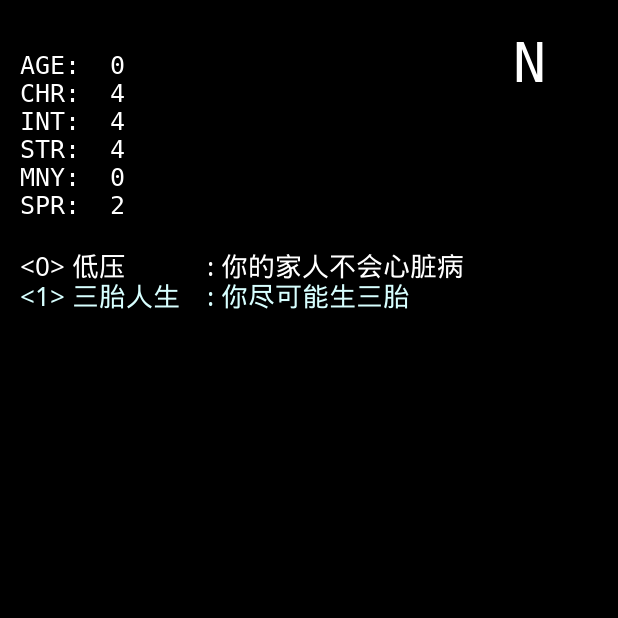 N
AGE: 0
CHR: 4
INT: 4
STR: 4
MNY: 0
SPR: 2
<0> 低压 : 你的家人不会心脏病
<1> 三胎人生 : 你尽可能生三胎